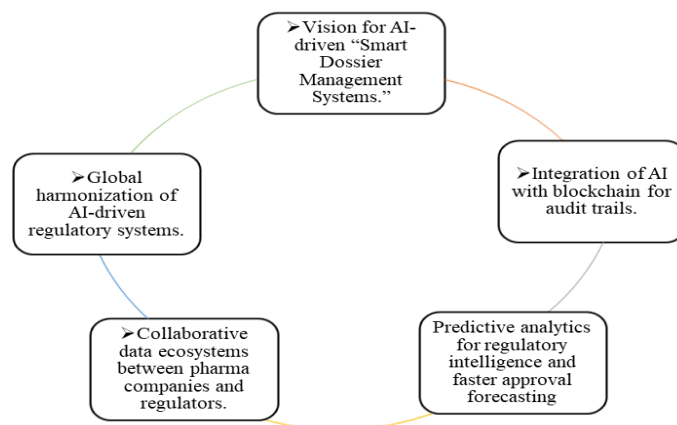 ➢Vision for AI-
driven “Smart
Dossier
Management
Systems.”
➢Integration of AI
with blockchain for
audit trails.
Predictive analytics
for regulatory
intelligence and
faster approval
forecasting
➢Collaborative
data ecosystems
between pharma
companies and
regulators.
➢Global
harmonization of
AI-driven
regulatory systems.